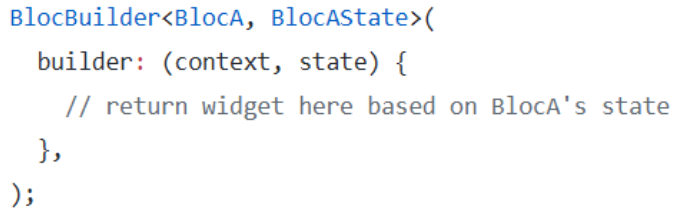 BlocBuilder<BlocA, BlocAState>(
  builder: (context, state) {
    // return widget here based on BlocA's state
  },
);